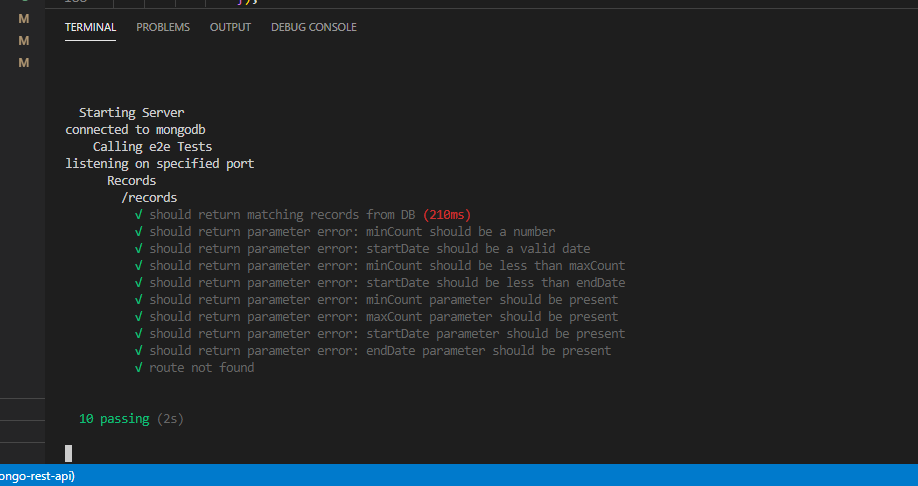 M
M
M
TERMINAL PROBLEMS OUTPUT DEBUG CONSOLE
Starting Server
connected to mongodb
Calling e2e Tests
listening on specified port
Records
/records
√ should return matching records from DB (210ms)
√ should return parameter error: minCount should be a number
√ should return parameter error: startDate should be a valid date
√ should return parameter error: minCount should be less than maxCount
√ should return parameter error: startDate should be less than endDate
√ should return parameter error: minCount parameter should be present
√ should return parameter error: maxCount parameter should be present
√ should return parameter error: startDate parameter should be present
√ should return parameter error: endDate parameter should be present
√ route not found
10 passing (2s)
ongo-rest-api)